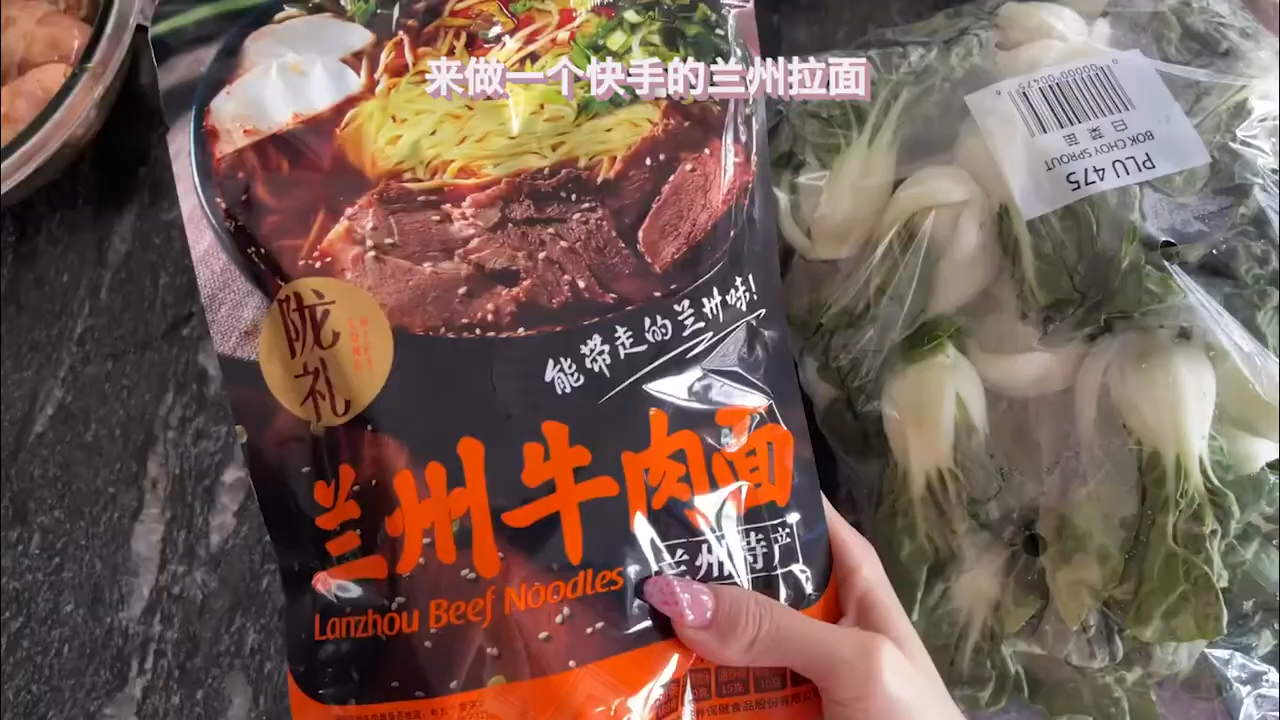 来做一个快手的兰州拉面
陇礼
能带走的兰州味!
兰州牛肉面
兰州特产
Lanzhou Beef Noodles
PLU 475
BOK CHOY SPROUT
白菜苗